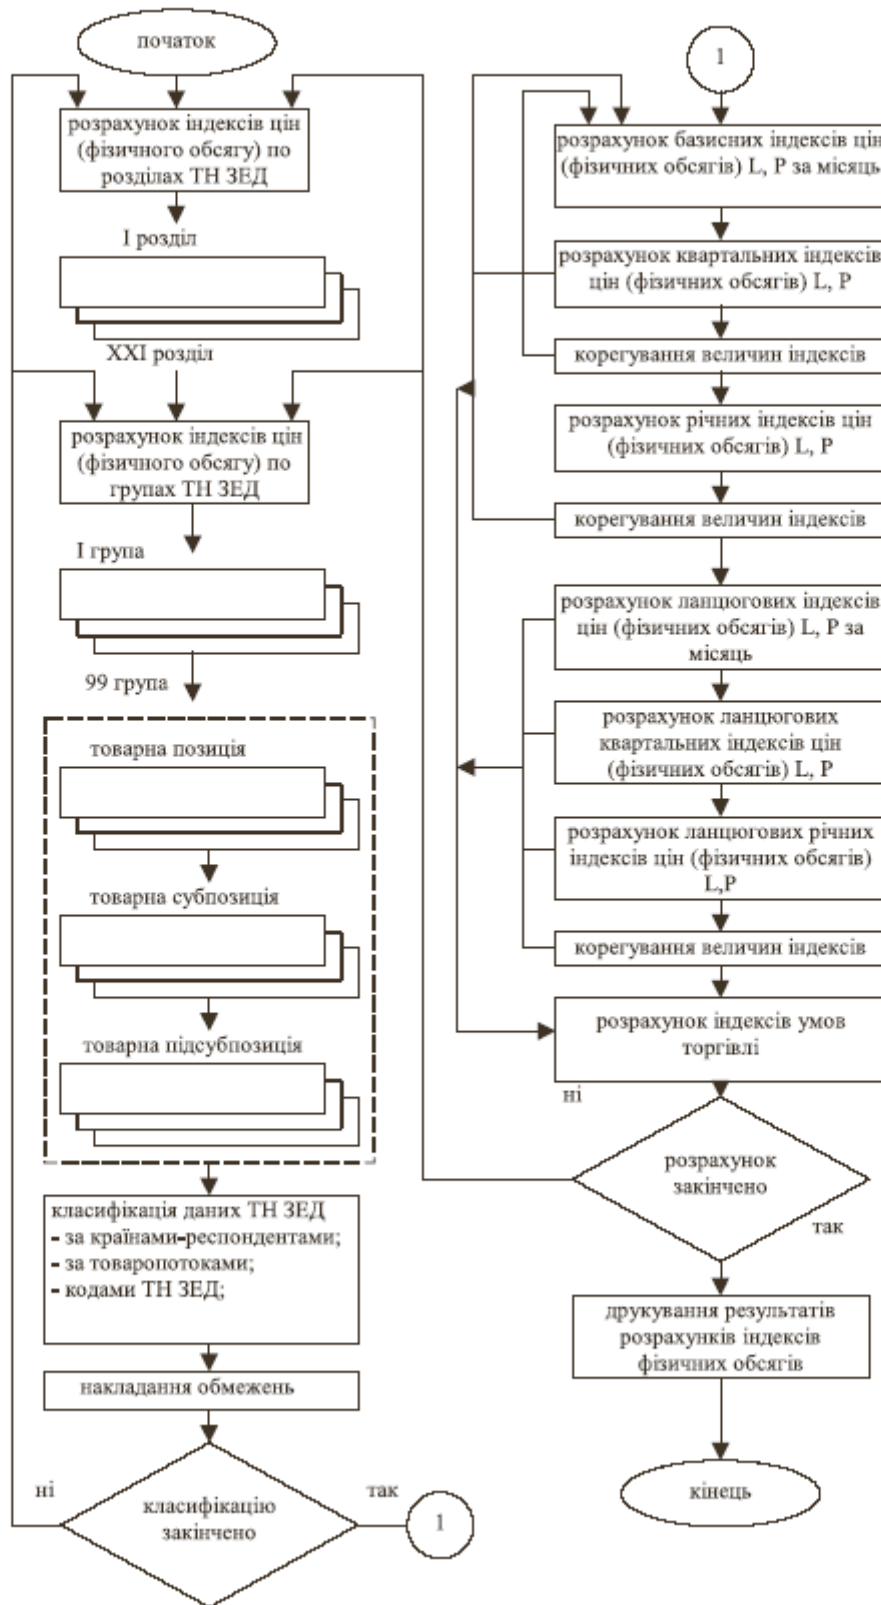 початок
розрахунок індексів цін
(фізичного обсягу) по
розділах ТН ЗЕД
І розділ
ХХІ розділ
розрахунок індексів цін
(фізичного обсягу) по
групах ТН ЗЕД
І група
99 група
товарна позиція
товарна субпозиція
товарна підсубпозиція
класифікація даних ТН ЗЕД
- за країнами-респондентами;
- за товаропотоками;
- кодами ТН ЗЕД;
накладання обмежень
ні
так
класифікацію
закінчено
1
1
розрахунок базисних індексів цін
(фізичних обсягів) L, P за місяць
розрахунок квартальних індексів
цін (фізичних обсягів) L, P
корегування величин індексів
розрахунок річних індексів цін
(фізичних обсягів) L, P
корегування величин індексів
розрахунок ланцюгових індексів
цін (фізичних обсягів) L, P за
місяць
розрахунок ланцюгових
квартальних індексів цін
(фізичних обсягів) L, P
розрахунок ланцюгових річних
індексів цін (фізичних обсягів)
L,P
корегування величин індексів
розрахунок індексів умов
торгівлі
ні
розрахунок
закінчено
так
друкування результатів
розрахунків індексів
фізичних обсягів
кінець